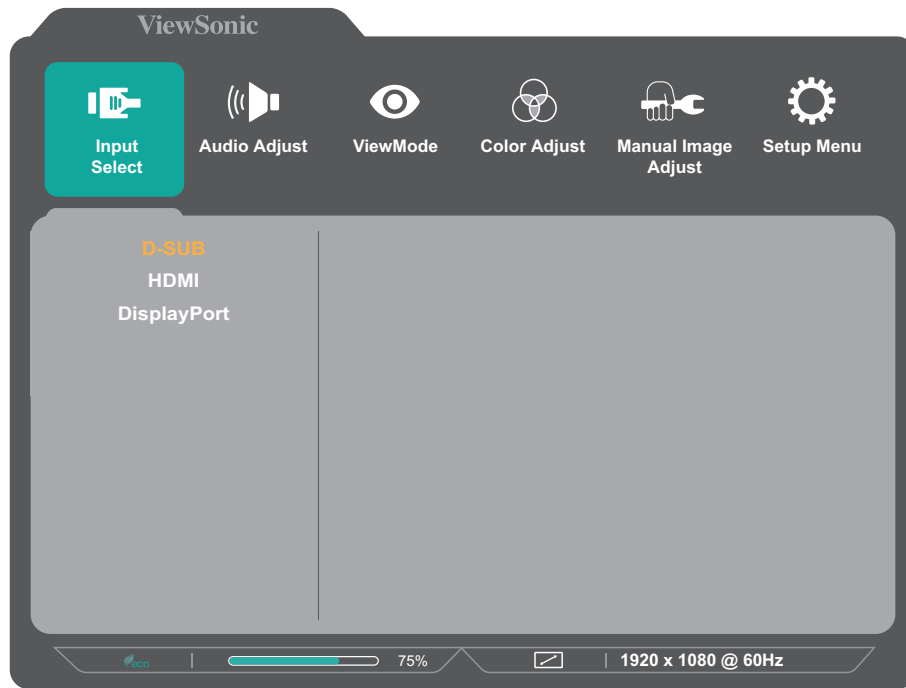 ViewSonic
Input
Select
Audio Adjust
ViewMode
Color Adjust
Manual Image
Adjust
Setup Menu
D-SUB
HDMI
DisplayPort
eco
75%
1920 x 1080 @ 60Hz